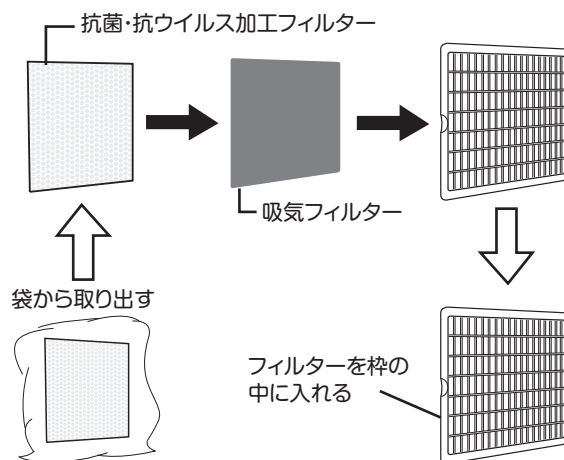 抗菌・抗ウイルス加工フィルター
吸気フィルター
袋から取り出す
フィルターを枠の
中に入れる